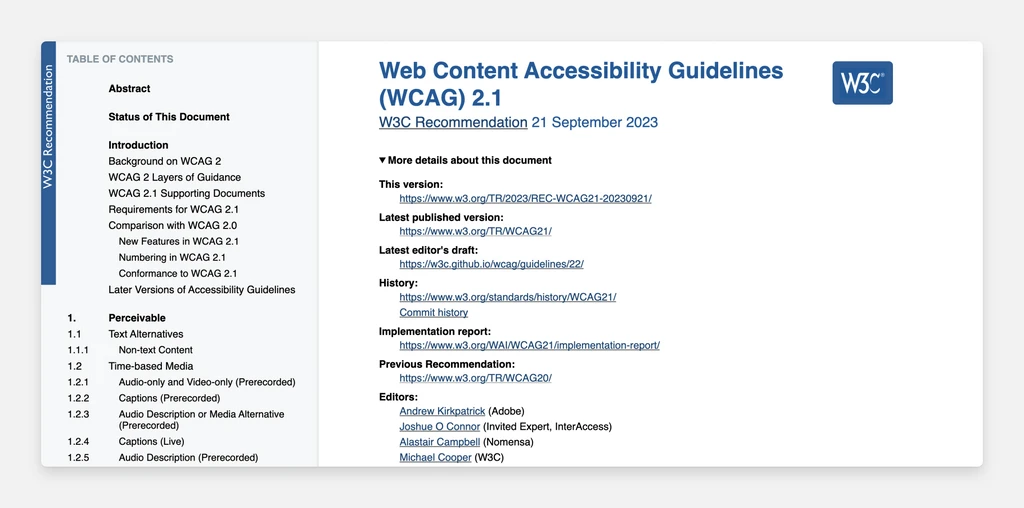 W3C Recommendation
TABLE OF CONTENTS
Abstract
Status of This Document
Introduction
Background on WCAG 2
WCAG 2 Layers of Guidance
WCAG 2.1 Supporting Documents
Requirements for WCAG 2.1
Comparison with WCAG 2.0
New Features in WCAG 2.1
Numbering in WCAG 2.1
Conformance to WCAG 2.1
Later Versions of Accessibility Guidelines
1. Perceivable
1.1 Text Alternatives
1.1.1 Non-text Content
1.2 Time-based Media
1.2.1 Audio-only and Video-only (Prerecorded)
1.2.2 Captions (Prerecorded)
1.2.3 Audio Description or Media Alternative
(Prerecorded)
1.2.4 Captions (Live)
1.2.5 Audio Description (Prerecorded)
Web Content Accessibility Guidelines
(WCAG) 2.1
W3C Recommendation 21 September 2023
W3C®
▼ More details about this document
This version:
https://www.w3.org/TR/2023/REC-WCAG21-20230921/
Latest published version:
https://www.w3.org/TR/WCAG21/
Latest editor's draft:
https://w3c.github.io/wcag/guidelines/22/
History:
https://www.w3.org/standards/history/WCAG21/
Commit history
Implementation report:
https://www.w3.org/WAI/WCAG21/implementation-report/
Previous Recommendation:
https://www.w3.org/TR/WCAG20/
Editors:
Andrew Kirkpatrick (Adobe)
Joshue O Connor (Invited Expert, InterAccess)
Alastair Campbell (Nomensa)
Michael Cooper (W3C)